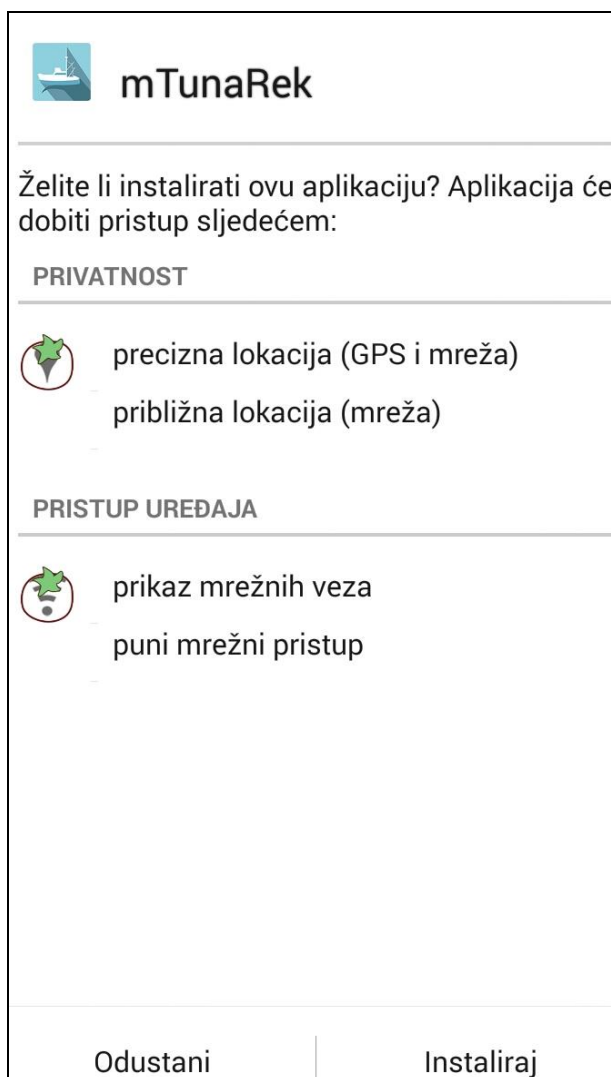 mTunaRek
Želite li instalirati ovu aplikaciju? Aplikacija će
dobiti pristup sljedećem:
PRIVATNOST
precizna lokacija (GPS i mreža)
približna lokacija (mreža)
PRISTUP UREĐAJA
prikaz mrežnih veza
puni mrežni pristup
Odustani
Instaliraj